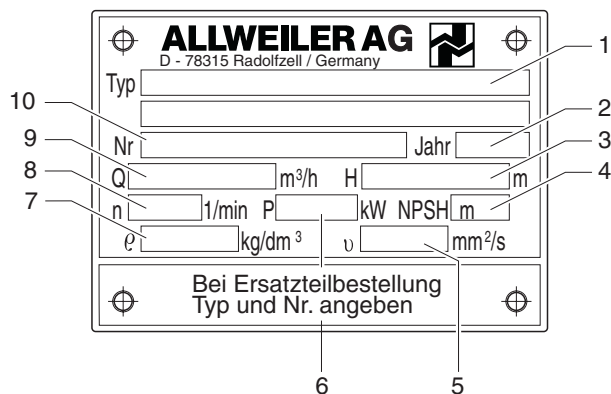 ALLWEILER AG
D - 78315 Radolfzell / Germany
Typ 1
10 2
Nr Jahr
9 3
Q m³/h H m
8 4
n 1/min P kW NPSH m
7
ϱ kg/dm³ υ mm²/s
Bei Ersatzteilbestellung
Typ und Nr. angeben
6 5